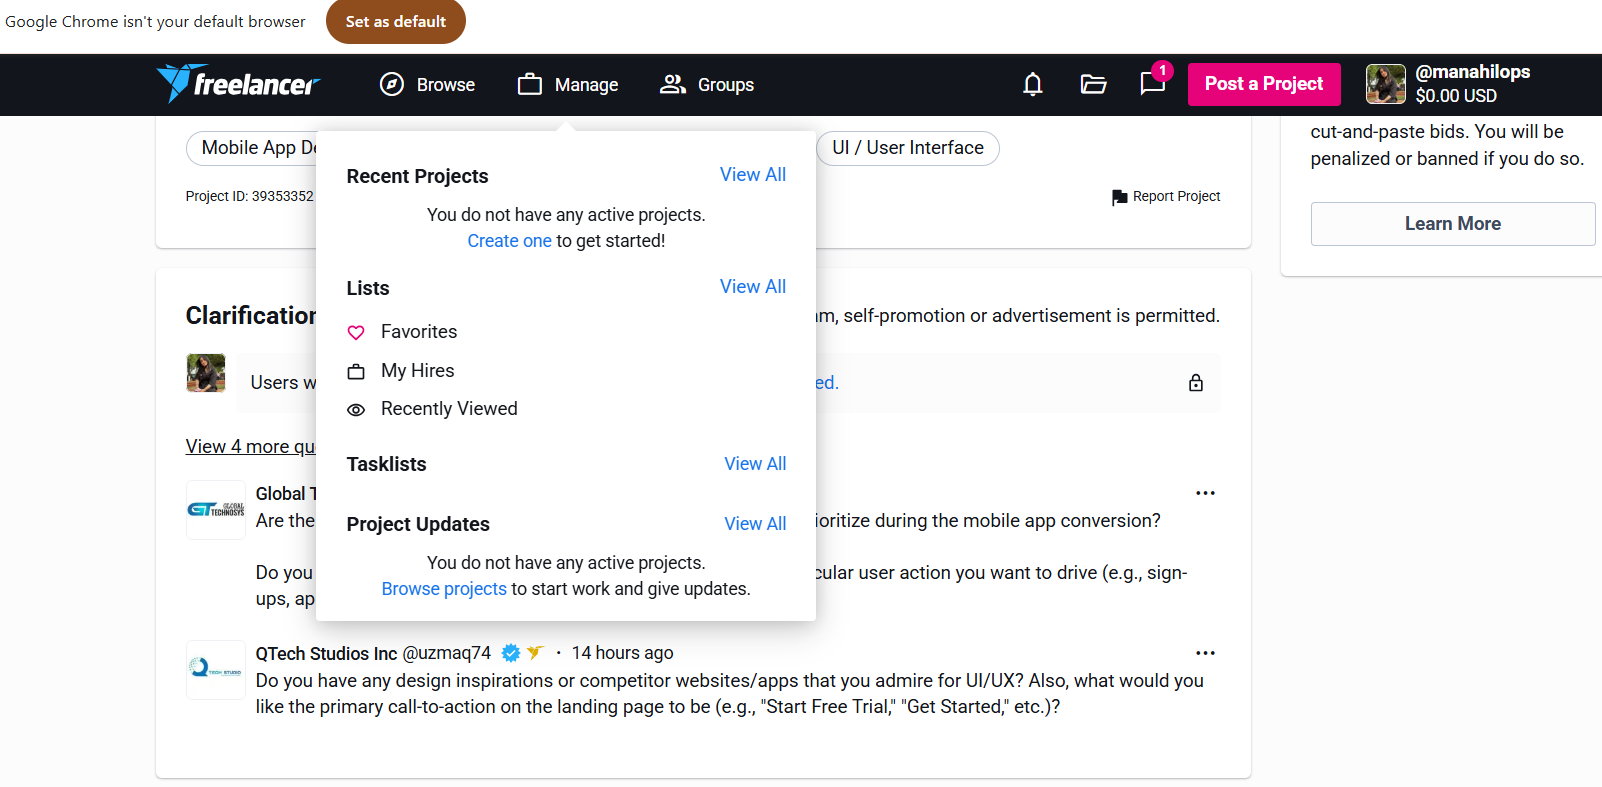 Google Chrome isn't your default browser Set as default
freelancer Browse Manage Groups 1 Post a Project @manahilops
$0.00 USD
Mobile App De UI / User Interface
Project ID: 39353352 Report Project
cut-and-paste bids. You will be
penalized or banned if you do so.
Learn More
Recent Projects View All
You do not have any active projects.
Create one to get started!
Lists View All
Favorites
My Hires
Recently Viewed
Tasklists View All
Project Updates View All
You do not have any active projects.
Browse projects to start work and give updates.
Clarification am, self-promotion or advertisement is permitted.
Users w ed.
View 4 more qu
GT GLOBAL TECHNOSYS
Global T
Are the ioritize during the mobile app conversion?
Do you cular user action you want to drive (e.g., sign-
ups, ap
QTech Studios Inc @uzmaq74 · 14 hours ago
Do you have any design inspirations or competitor websites/apps that you admire for UI/UX? Also, what would you
like the primary call-to-action on the landing page to be (e.g., "Start Free Trial," "Get Started," etc.)?